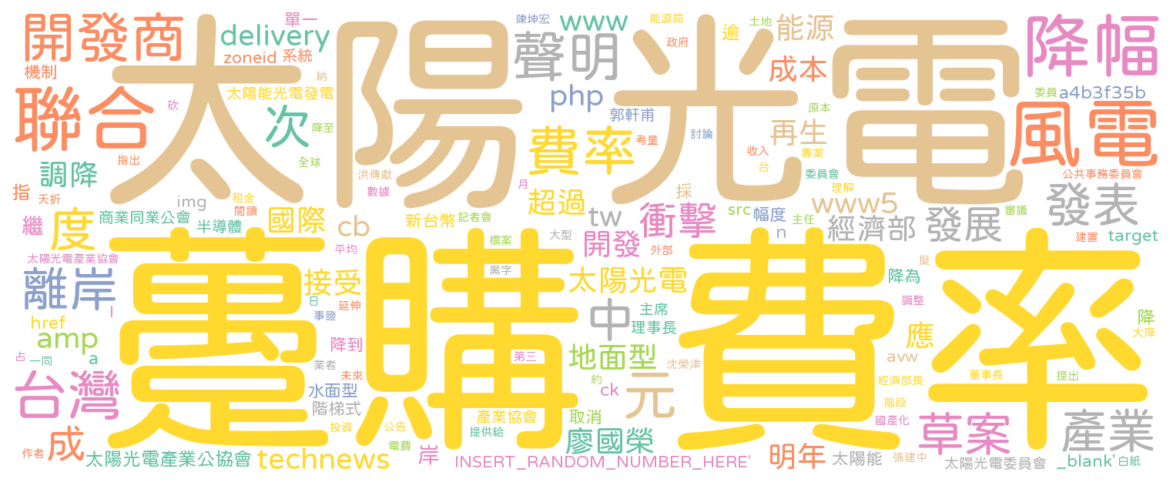 太陽光電
躉購費率
開發商
delivery
單一
zoneid
系統
機制
聯合
太陽能光電發電
納
砍
次
降至
指出
全球
調降
指
夭折
img
租金
閱讀
繼
度
商業同業公會
半導體
國際
cb
平均
太陽光電產業協會
離岸
接受
日
延伸
事證
href
amp
降到
占
一同
a
業者
未來
水面型
階梯式
台灣
投資
公告
電費
作者
成
太陽光電產業公協會
technews
岸
陳坤宏
www
能源局
土地
政府
逾
能源
聲明
成本
php
郭軒甫
原本
考量
討論
費率
再生
收入
專案
台
委員會
洪傳獻
數據
月
超過
採
理解
新台幣
記者會
tw
衝擊
src
幅度
主任
www5
n
經濟部
標案
大型
開發
外部
黑字
太陽光電
中
主席
理事長
第三
地面型
沈榮津
約
ck
元
產業協會
取消
提供給
廖國榮
INSERT_RANDOM_NUMBER_HERE'
降幅
委員
a4b3f35b
風電
公共事務委員會
發表
審議
發展
建置
target
擬
降為
調整
降
大降
應
avw
經濟部長
董事長
提出
階段
國產化
草案
產業
明年
太陽能
張建中
太陽光電委員會
_blank'
白紙